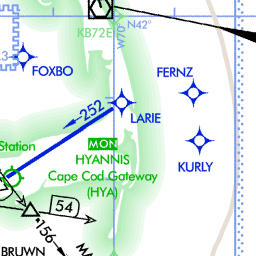 KB72E
W70°
N42°
FOXBO
FERNZ
252
LARIE
Station
MON
HYANNIS
Cape Cod Gateway
(HYA)
KURLY
54
156
BRUWN